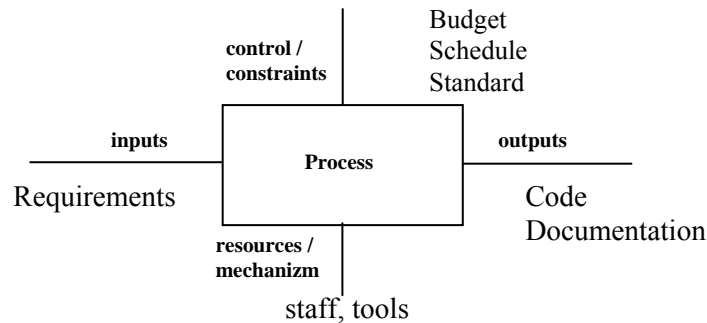 Budget
Schedule
Standard
control /
constraints
inputs
Process
outputs
Requirements
Code
Documentation
resources /
mechanizm
staff, tools